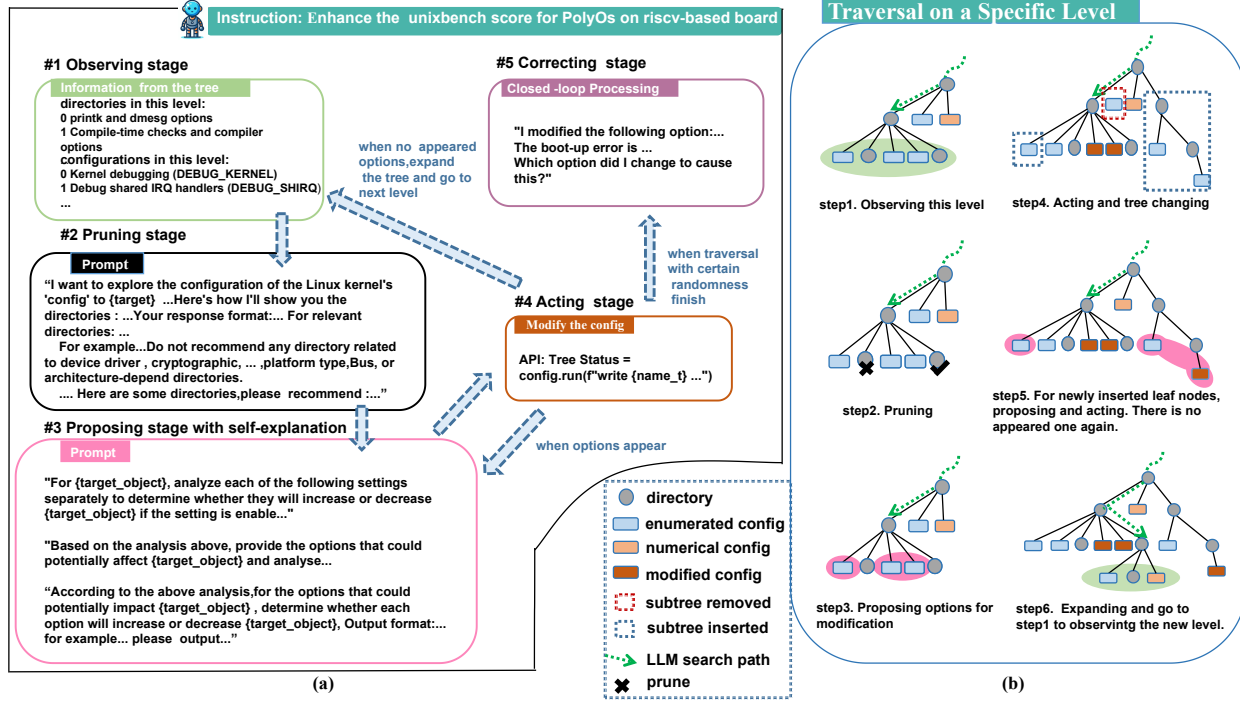 Instruction: Enhance the unixbench score for PolyOs on riscv-based board
#1 Observing stage
Information from the tree
directories in this level:
0 printk and dmesg options
1 Compile-time checks and compiler
options
configurations in this level:
0 Kernel debugging (DEBUG_KERNEL)
1 Debug shared IRQ handlers (DEBUG_SHIRQ)
...
when no appeared
options,expand
the tree and go to
next level
#5 Correcting stage
Closed -loop Processing
"I modified the following option:...
The boot-up error is ...
Which option did I change to cause
this?"
#2 Pruning stage
Prompt
“I want to explore the configuration of the Linux kernel's
'config' to {target} ...Here's how I'll show you the
directories : ...Your response format:... For relevant
directories: ...
For example...Do not recommend any directory related
to device driver , cryptographic, ... ,platform type,Bus, or
architecture-depend directories.
.... Here are some directories,please recommend :...”
when traversal
with certain
randomness
finish
#4 Acting stage
Modify the config
API: Tree Status =
config.run(f"write {name_t} ...")
when options appear
#3 Proposing stage with self-explanation
Prompt
"For {target_object}, analyze each of the following settings
separately to determine whether they will increase or decrease
{target_object} if the setting is enable..."
"Based on the analysis above, provide the options that could
potentially affect {target_object} and analyse...
“According to the above analysis,for the options that could
potentially impact {target_object} , determine whether each
option will increase or decrease {target_object}, Output format:...
for example... please output...”
(a)
directory
enumerated config
numerical config
modified config
subtree removed
subtree inserted
LLM search path
prune
Traversal on a Specific Level
step1. Observing this level
step4. Acting and tree changing
step2. Pruning
step5. For newly inserted leaf nodes,
proposing and acting. There is no
appeared one again.
step3. Proposing options for
modification
step6. Expanding and go to
step1 to observintg the new level.
(b)